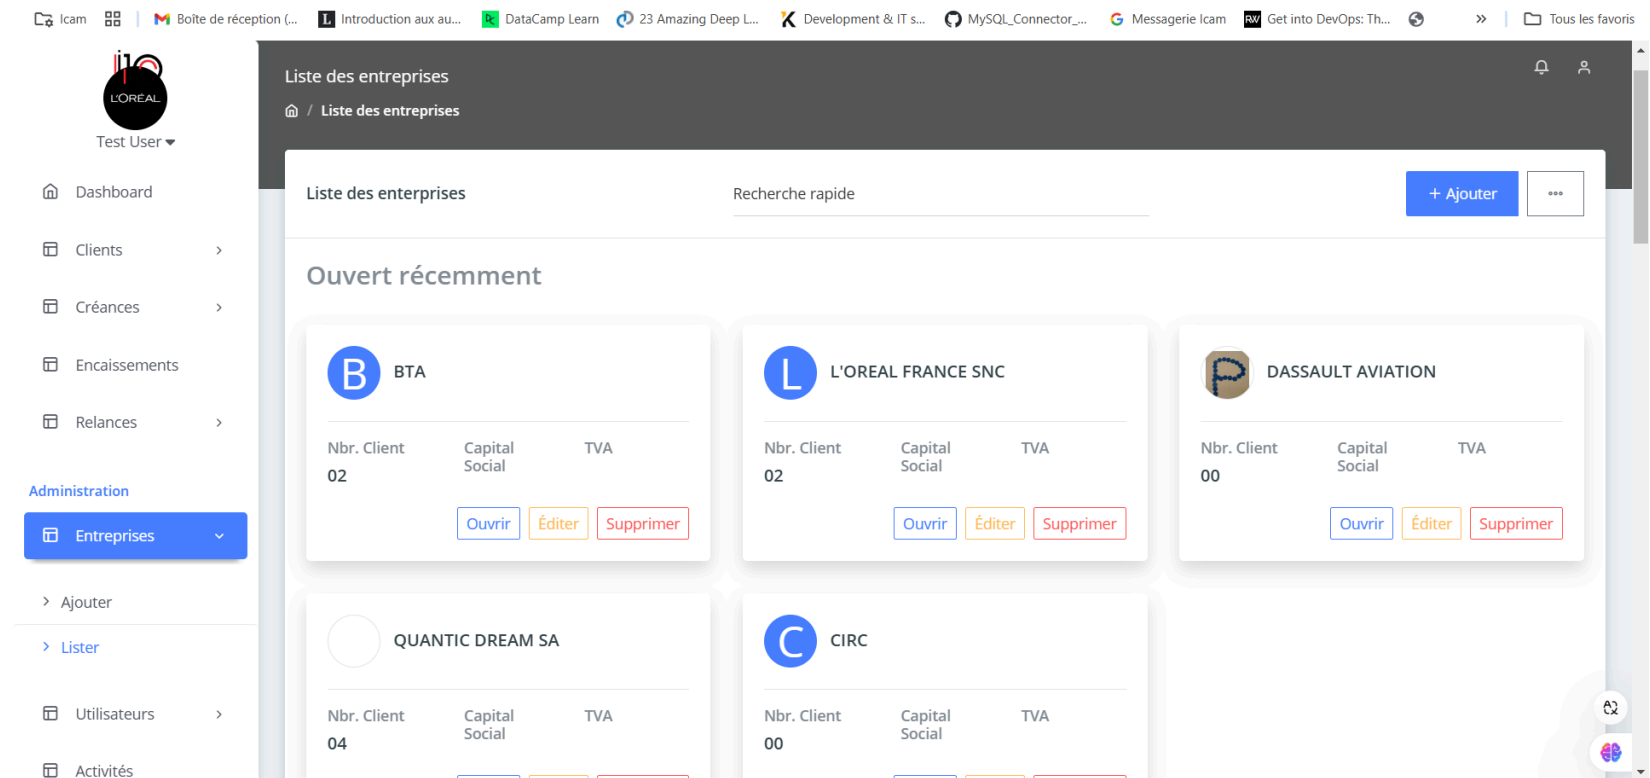 Icam
Boîte de réception (...
Introduction aux au...
DataCamp Learn
23 Amazing Deep L...
Development & IT s...
MySQL_Connector_...
Messagerie Icam
Get into DevOps: Th...
»
Tous les favoris
L'ORÉAL
Test User
Dashboard
Clients
Créances
Encaissements
Relances
Administration
Entreprises
Ajouter
Lister
Utilisateurs
Activités
Liste des entreprises
/ Liste des entreprises
Liste des enterprises
Recherche rapide
+ Ajouter
Ouvert récemment
B BTA
Nbr. Client
02
Capital Social
TVA
Ouvrir Éditer Supprimer
L L'OREAL FRANCE SNC
Nbr. Client
02
Capital Social
TVA
Ouvrir Éditer Supprimer
P DASSAULT AVIATION
Nbr. Client
00
Capital Social
TVA
Ouvrir Éditer Supprimer
QUANTIC DREAM SA
Nbr. Client
04
Capital Social
TVA
C CIRC
Nbr. Client
00
Capital Social
TVA